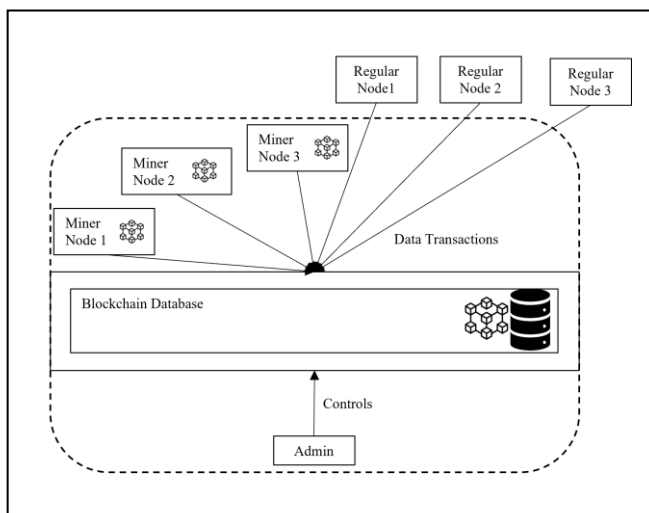 Regular
Node1
Regular
Node 2
Regular
Node 3
Miner
Node 3
Miner
Node 2
Miner
Node 1
Data Transactions
Blockchain Database
Controls
Admin